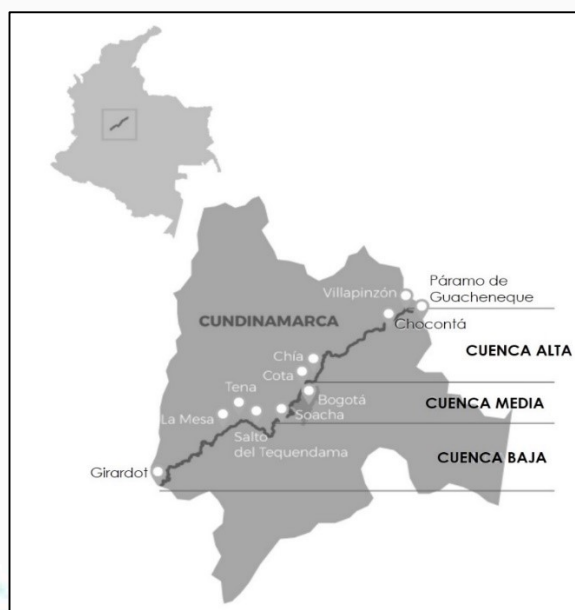 Villapinzón
Páramo de
Guacheneque
CUNDINAMARCA
Chocontá
CUENCA ALTA
Chía
Cota
Tena
Bogotá
CUENCA MEDIA
La Mesa
Soacha
Salto
del Tequendama
CUENCA BAJA
Girardot